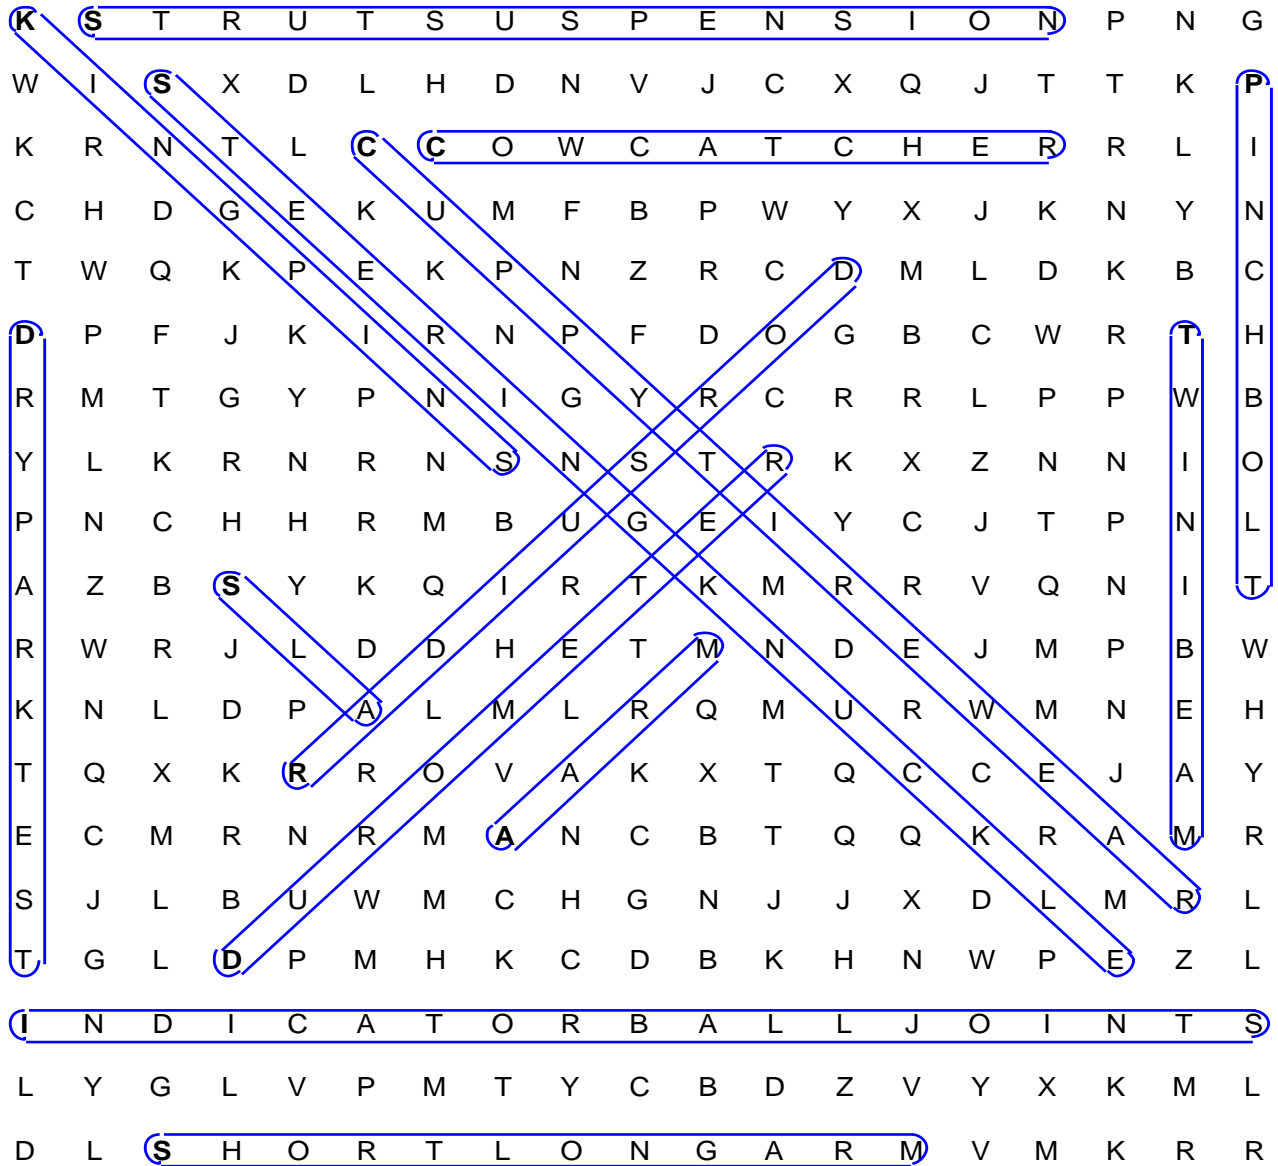 K S T R U T S U S P E N S I O N P N G
W I S X D L H D N V J C X Q J T T K P
K R N T L C C O W C A T C H E R R L I
C H D G E K U M F B P W Y X J K N Y N
T W Q K P E K P N Z R C D M L D K B C
D P F J K I R N P F D O G B C W R T H
R M T G Y P N I G Y R C R R L P P W B
Y L K R N R N S N S T R K X Z N N I O
P N C H H R M B U G E I Y C J T P N L
A Z B S Y K Q I R T K M R R V Q N I T
R W R J L D D H E T M N D E J M P B W
K N L D P A L M L R Q M U R W M N E H
T Q X K R R O V A K X T Q C C E J A Y
E C M R N R M A N C B T Q Q K R A M R
S J L B U W M C H G N J J X D L M R L
T G L D P M H K C D B K H N W P E Z L
I N D I C A T O R B A L L J O I N T S
L Y G L V P M T Y C B D Z V Y X K M L
D L S H O R T L O N G A R M V M K R R